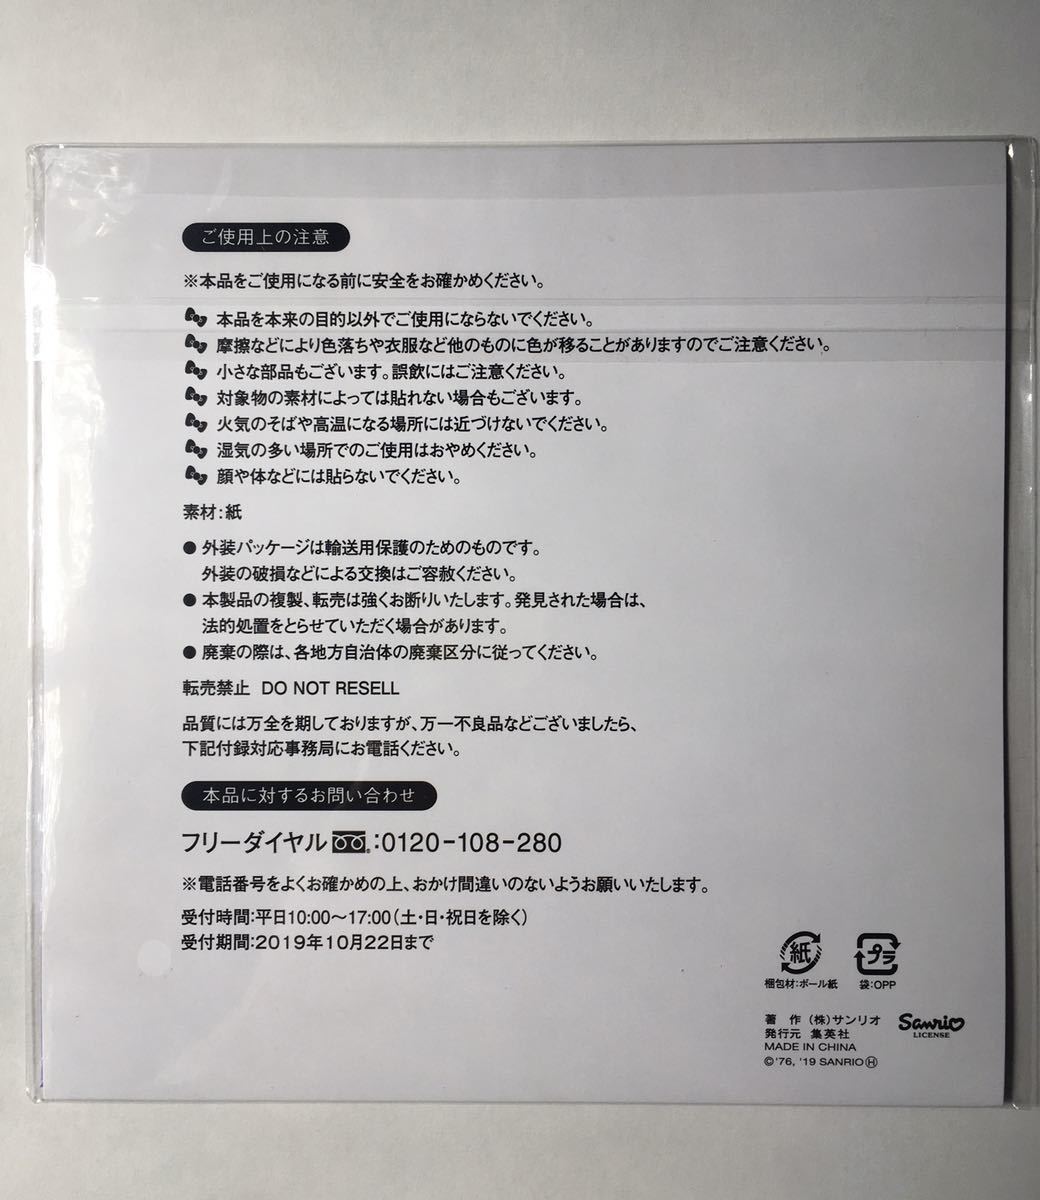 ご使用上の注意
※本品をご使用になる前に安全をお確かめください。
本品を本来の目的以外でご使用にならないでください。
摩擦などにより色落ちや衣服など他のものに色が移ることがありますのでご注意ください。
小さな部品もございます。誤飲にはご注意ください。
対象物の素材によっては貼れない場合もございます。
火気のそばや高温になる場所には近づけないでください。
湿気の多い場所でのご使用はおやめください。
顔や体などには貼らないでください。
素材:紙
● 外装パッケージは輸送用保護のためのものです。
外装の破損などによる交換はご容赦ください。
● 本製品の複製、転売は強くお断りいたします。発見された場合は、
法的処置をとらせていただく場合があります。
● 廃棄の際は、各地方自治体の廃棄区分に従ってください。
転売禁止 DO NOT RESELL
品質には万全を期しておりますが、万一不良品などございましたら、
下記付録対応事務局にお電話ください。
本品に対するお問い合わせ
フリーダイヤル:0120-108-280
※電話番号をよくお確かめの上、おかけ間違いのないようお願いいたします。
受付時間:平日10:00〜17:00(土・日・祝日を除く)
受付期間:2019年10月22日まで
紙
梱包材:ボール紙
プラ
袋:OPP
著 作 (株)サンリオ
発行元 集英社
MADE IN CHINA
©'76, '19 SANRIO Ⓗ
Sanrio
LICENSE